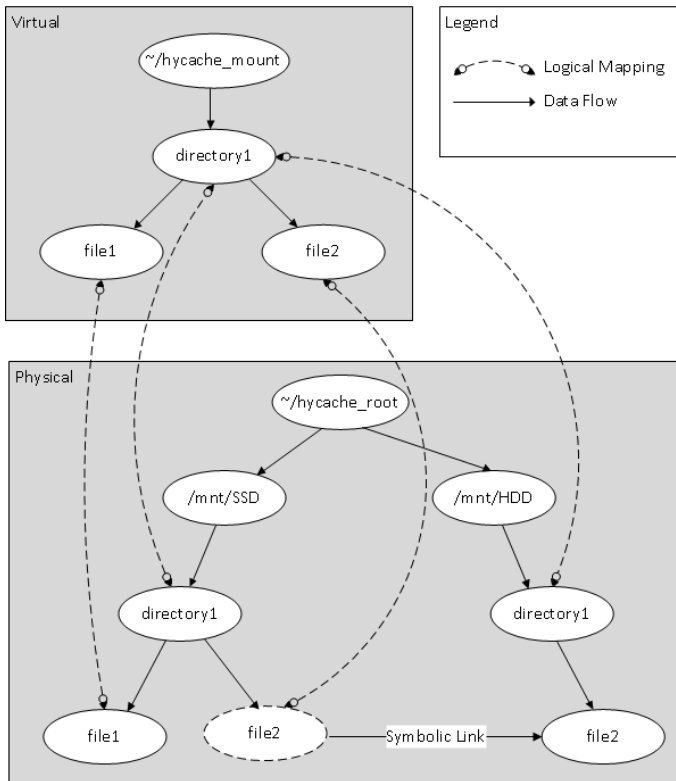 Virtual
~/hycache_mount
directory1
file1
file2
Legend
Logical Mapping
Data Flow
Physical
~/hycache_root
/mnt/SSD
/mnt/HDD
directory1
directory1
file1
file2
Symbolic Link
file2